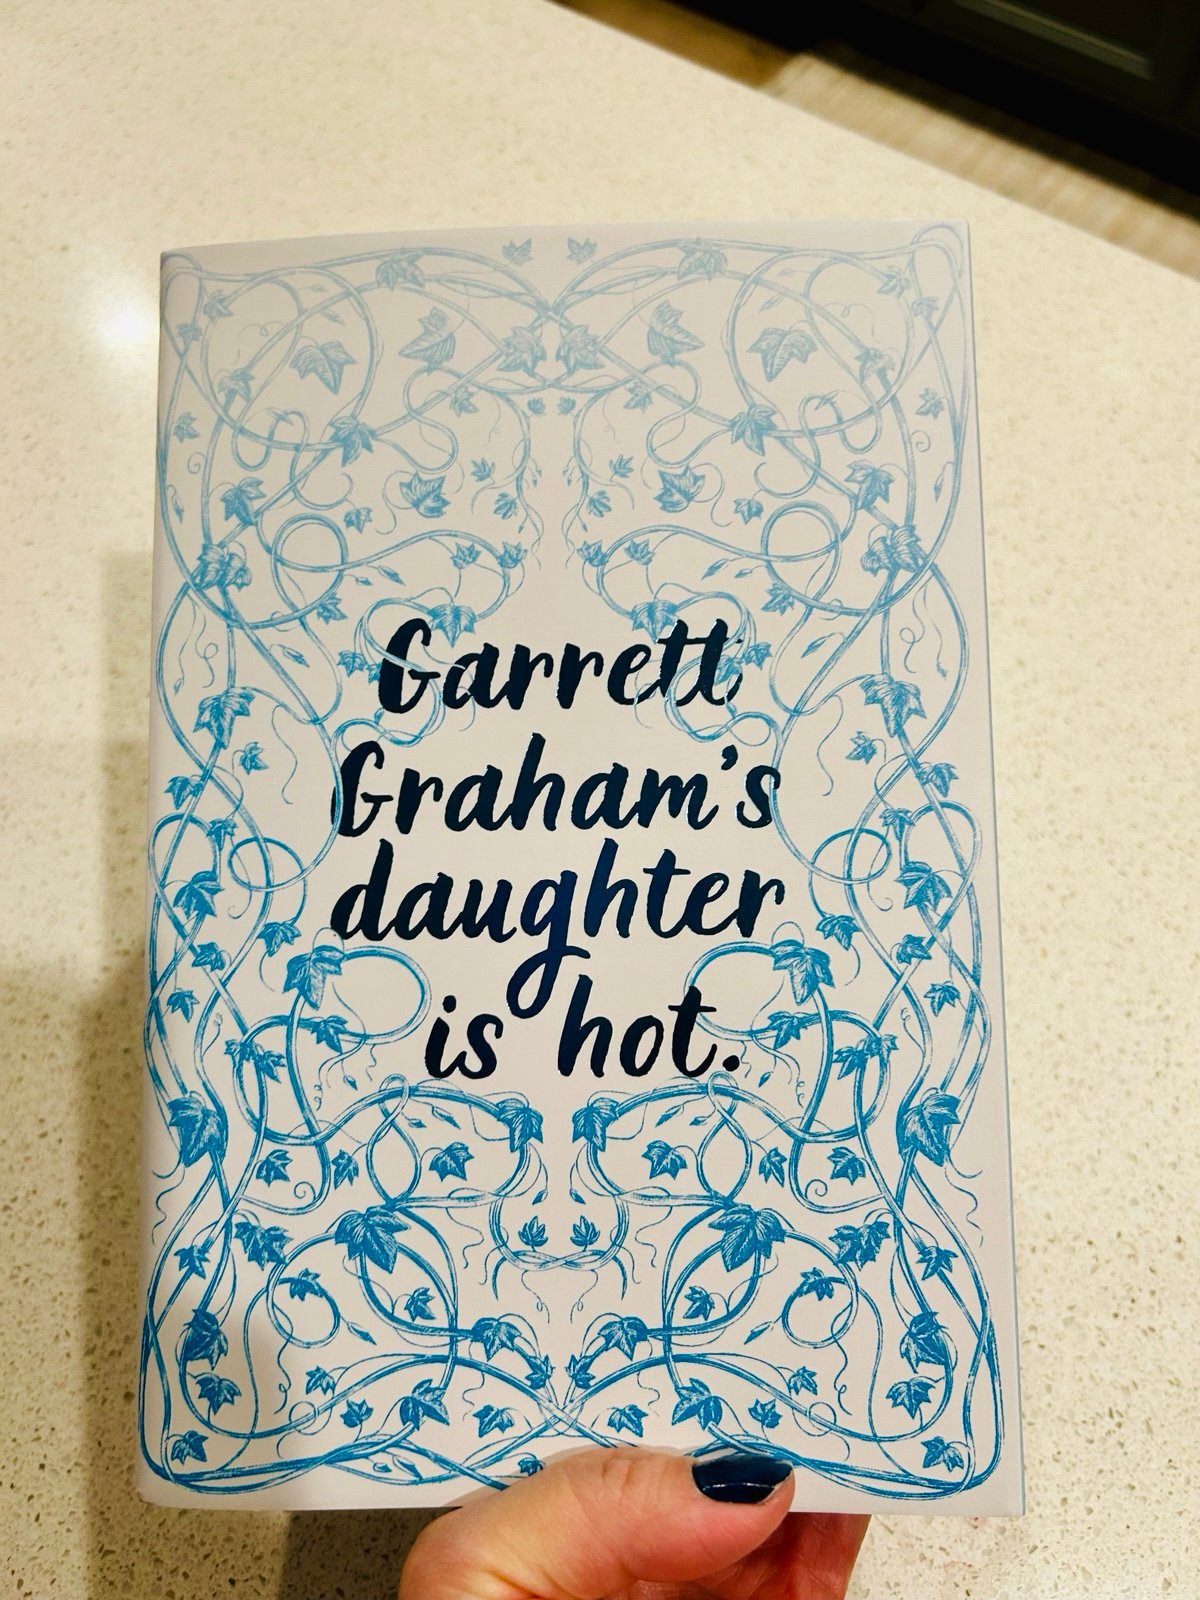 Garrett
Graham's
daughter
is hot.